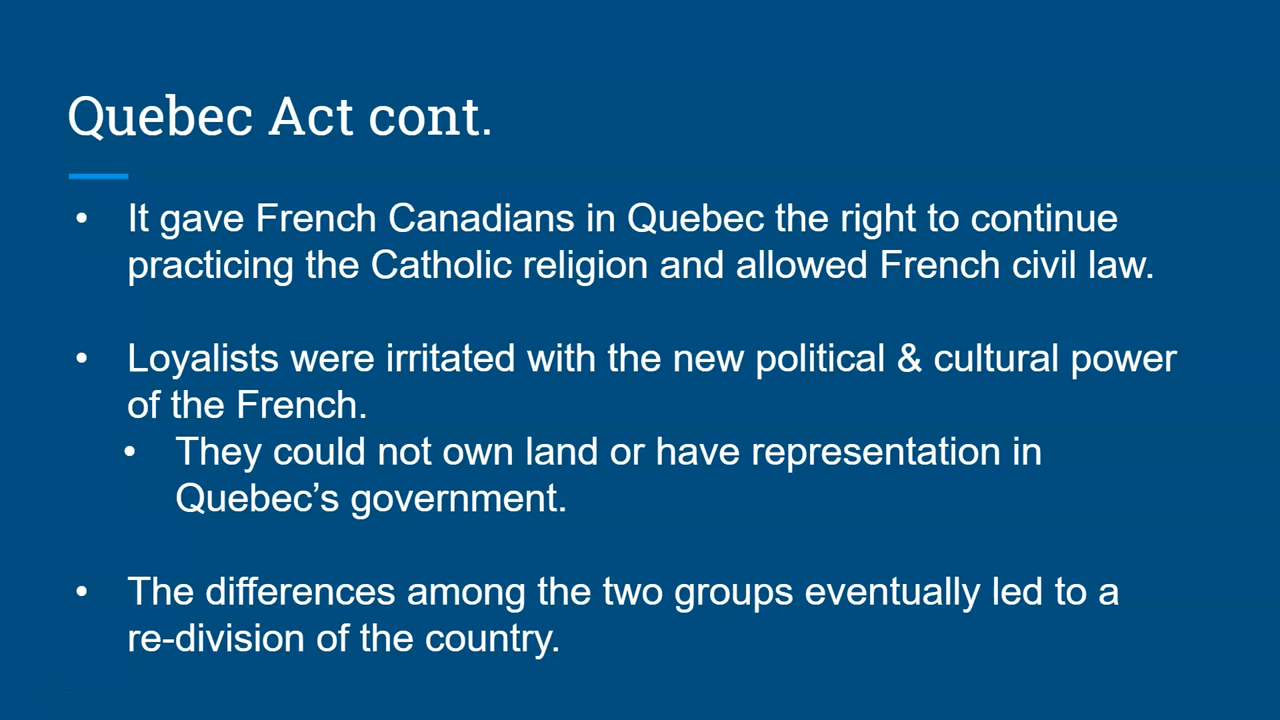 Quebec Act cont.
• It gave French Canadians in Quebec the right to continue
practicing the Catholic religion and allowed French civil law.
• Loyalists were irritated with the new political & cultural power
of the French.
• They could not own land or have representation in
Quebec’s government.
• The differences among the two groups eventually led to a
re-division of the country.